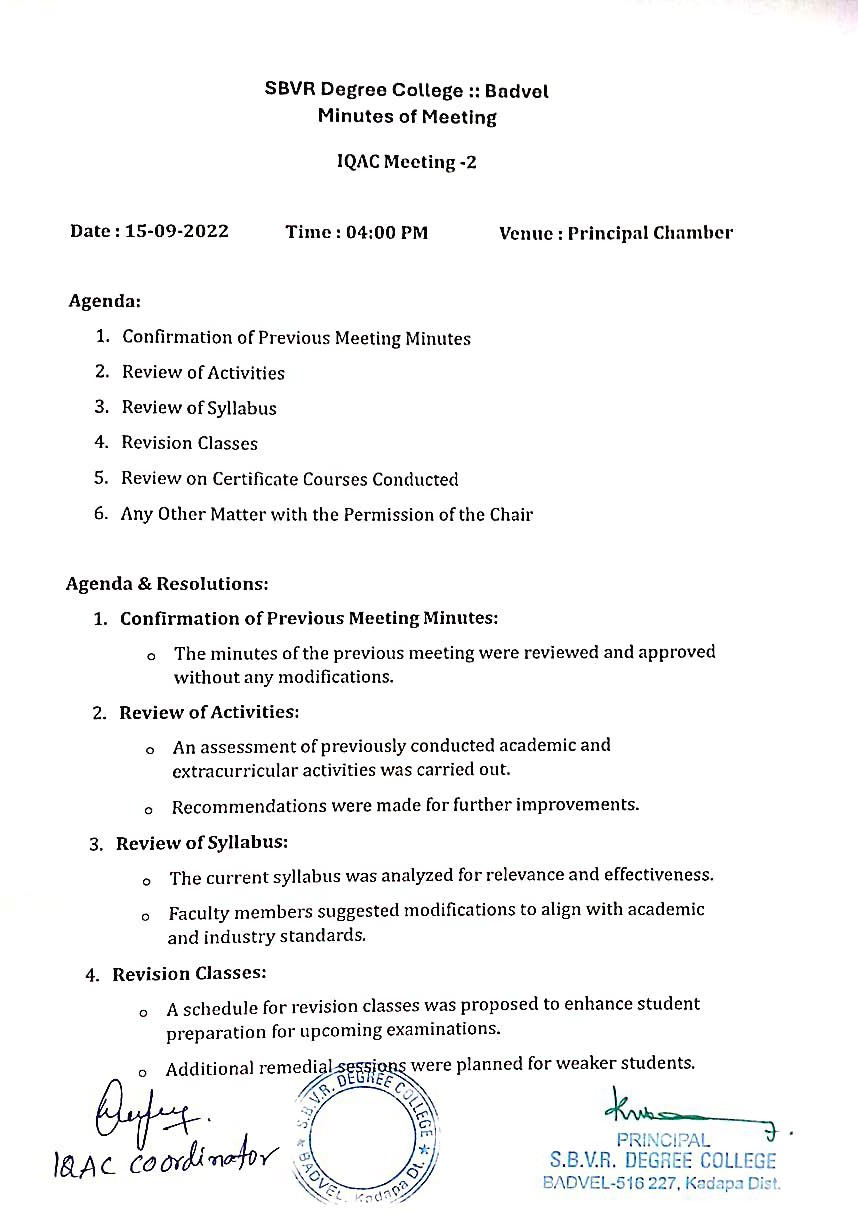 SBVR Degree College :: Badvel
Minutes of Meeting
IQAC Meeting -2
Date : 15-09-2022 Time : 04:00 PM Venue : Principal Chamber
Agenda:
1. Confirmation of Previous Meeting Minutes
2. Review of Activities
3. Review of Syllabus
4. Revision Classes
5. Review on Certificate Courses Conducted
6. Any Other Matter with the Permission of the Chair
Agenda & Resolutions:
1. Confirmation of Previous Meeting Minutes:
o The minutes of the previous meeting were reviewed and approved
without any modifications.
2. Review of Activities:
o An assessment of previously conducted academic and
extracurricular activities was carried out.
o Recommendations were made for further improvements.
3. Review of Syllabus:
o The current syllabus was analyzed for relevance and effectiveness.
o Faculty members suggested modifications to align with academic
and industry standards.
4. Revision Classes:
o A schedule for revision classes was proposed to enhance student
preparation for upcoming examinations.
o Additional remedial sessions were planned for weaker students.
IQAC coordinator
S.B.V.R. DEGREE COLLEGE
★ BADVEL, Kadapa Dt. ★
PRINCIPAL
S.B.V.R. DEGREE COLLEGE
BADVEL-516 227, Kadapa Dist.